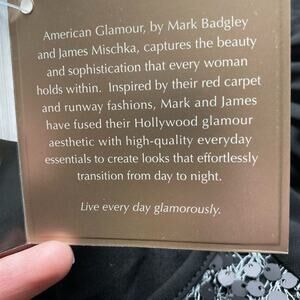 American Glamour, by Mark Badgley
and James Mischka, captures the beauty
and sophistication that every woman
holds within. Inspired by their red carpet
and runway fashions, Mark and James
have fused their Hollywood glamour
aesthetic with high-quality everyday
essentials to create looks that effortlessly
transition from day to night.
Live every day glamorously.